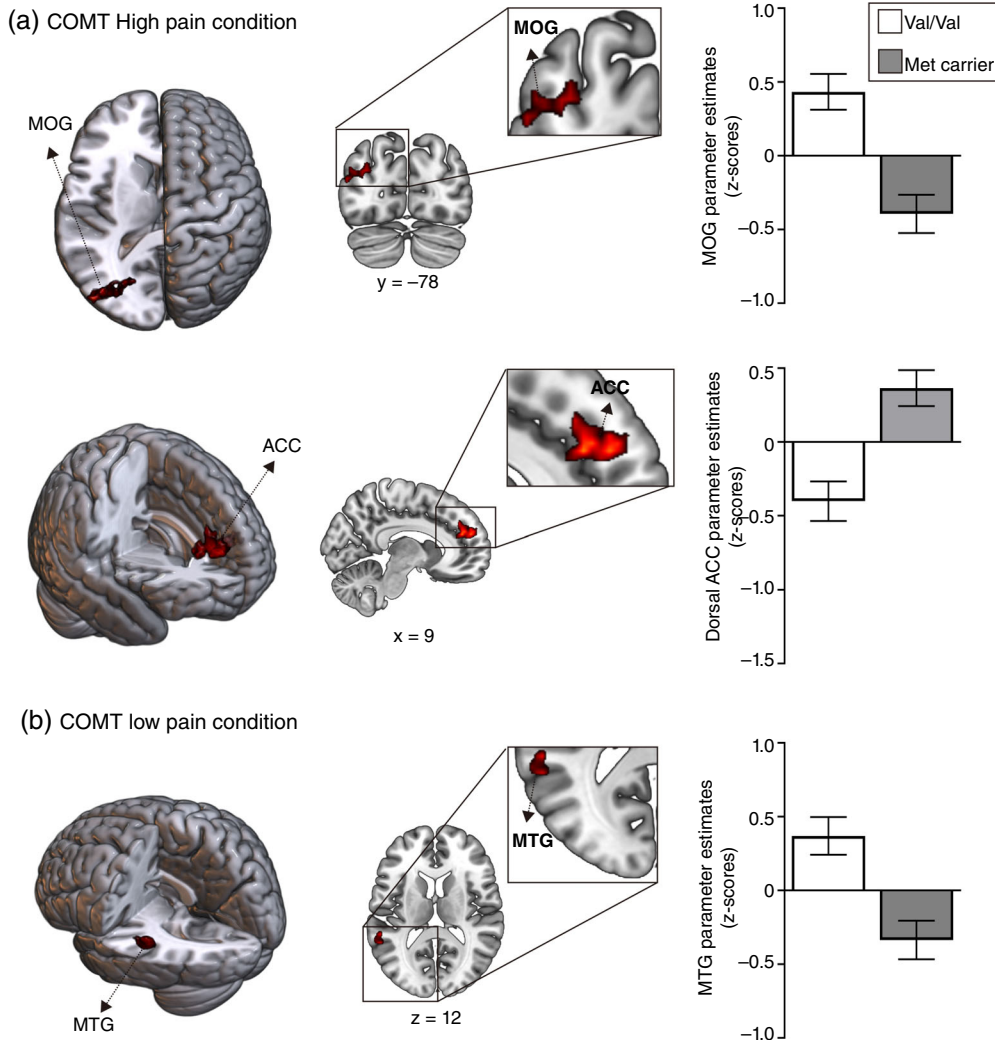 (a) COMT High pain condition
MOG
MOG
y = –78
1.0
0.5
0
–0.5
–1.0
MOG parameter estimates
(z-scores)
Val/Val
Met carrier
ACC
ACC
x = 9
0.5
0
–0.5
–1.0
–1.5
Dorsal ACC parameter estimates
(z-scores)
(b) COMT low pain condition
MTG
MTG
z = 12
1.0
0.5
0
–0.5
–1.0
MTG parameter estimates
(z-scores)